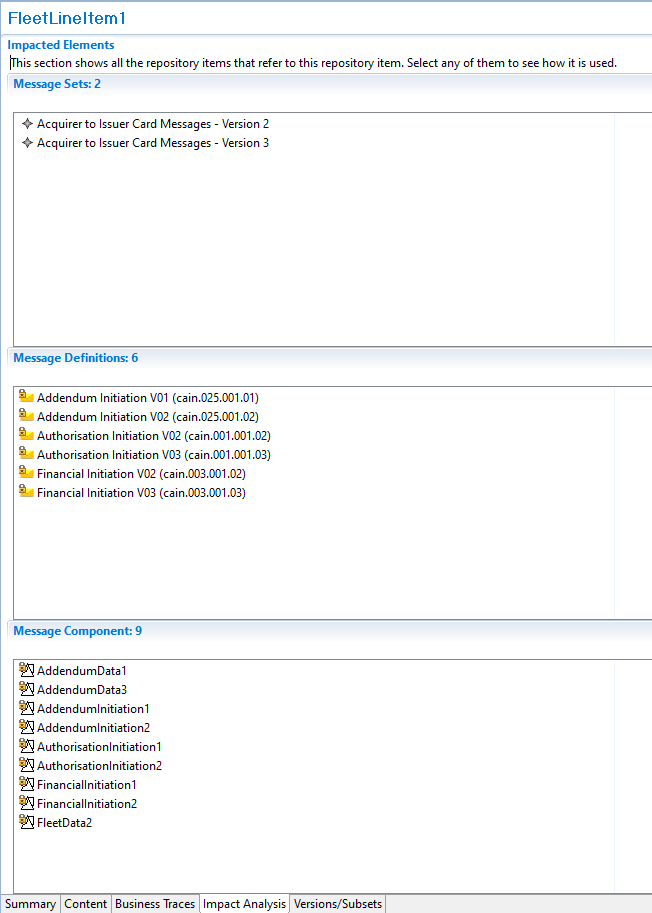 FleetLineItem1
Impacted Elements
This section shows all the repository items that refer to this repository item. Select any of them to see how it is used.
Message Sets: 2
Acquirer to Issuer Card Messages - Version 2
Acquirer to Issuer Card Messages - Version 3
Message Definitions: 6
Addendum Initiation V01 (cain.025.001.01)
Addendum Initiation V02 (cain.025.001.02)
Authorisation Initiation V02 (cain.001.001.02)
Authorisation Initiation V03 (cain.001.001.03)
Financial Initiation V02 (cain.003.001.02)
Financial Initiation V03 (cain.003.001.03)
Message Component: 9
AddendumData1
AddendumData3
AddendumInitiation1
AddendumInitiation2
AuthorisationInitiation1
AuthorisationInitiation2
FinancialInitiation1
FinancialInitiation2
FleetData2
Summary Content Business Traces Impact Analysis Versions/Subsets